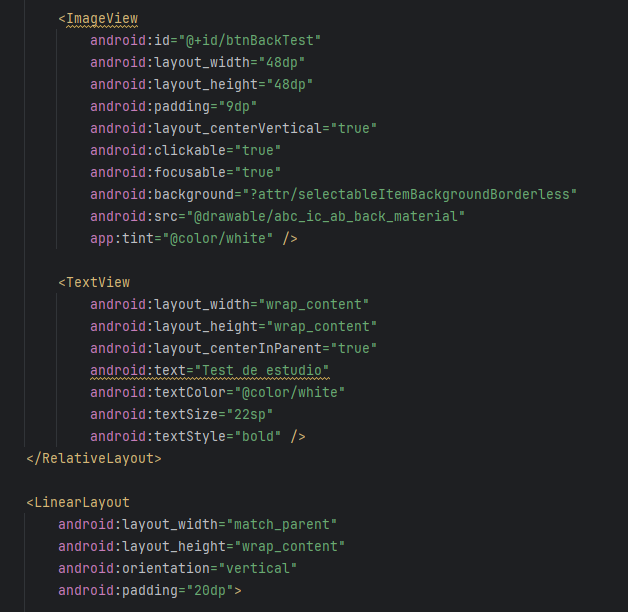 <ImageView
android:id="@+id/btnBackTest"
android:layout_width="48dp"
android:layout_height="48dp"
android:padding="9dp"
android:layout_centerVertical="true"
android:clickable="true"
android:focusable="true"
android:background="?attr/selectableItemBackgroundBorderless"
android:src="@drawable/abc_ic_ab_back_material"
app:tint="@color/white" />
<TextView
android:layout_width="wrap_content"
android:layout_height="wrap_content"
android:layout_centerInParent="true"
android:text="Test de estudio"
android:textColor="@color/white"
android:textSize="22sp"
android:textStyle="bold" />
</RelativeLayout>
<LinearLayout
android:layout_width="match_parent"
android:layout_height="wrap_content"
android:orientation="vertical"
android:padding="20dp">